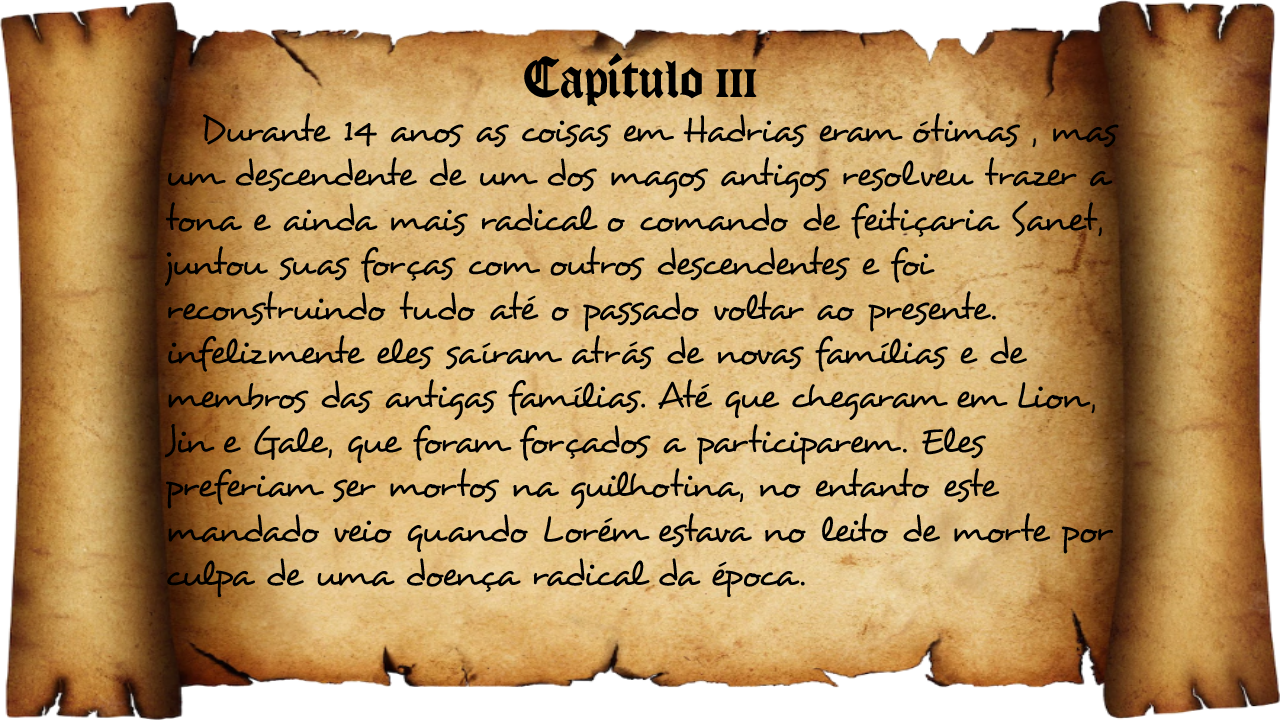 Capítulo III
Durante 14 anos as coisas em Hadrias eram ótimas , mas
um descendente de um dos magos antigos resolveu trazer a
tona e ainda mais radical o comando de feitiçaria Sanet,
juntou suas forças com outros descendentes e foi
reconstruindo tudo até o passado voltar ao presente.
infelizmente eles saíram atrás de novas famílias e de
membros das antigas famílias. Até que chegaram em Lion,
Jin e Gale, que foram forçados a participarem. Eles
preferiam ser mortos na guilhotina, no entanto este
mandado veio quando Lorém estava no leito de morte por
culpa de uma doença radical da época.